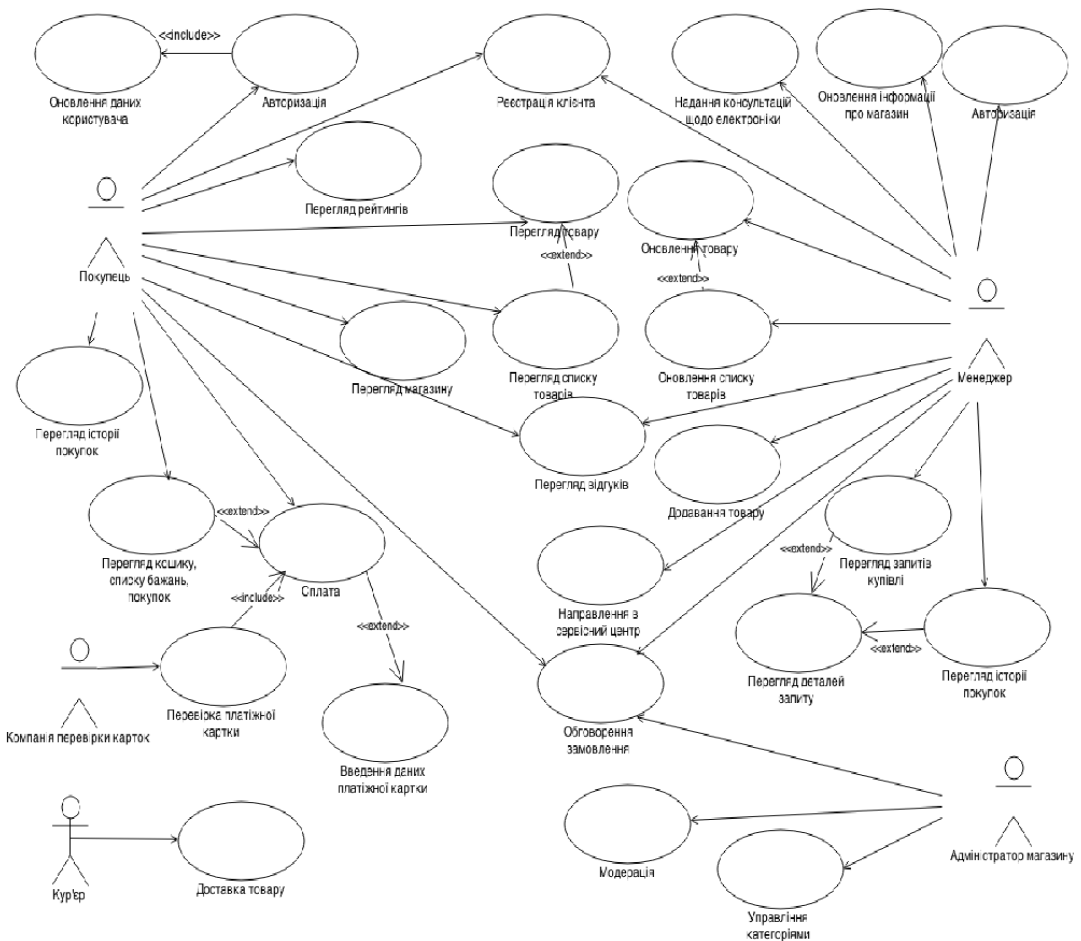 <<include>>
Оновлення даних
користувача
Авторизація
Реєстрація клієнта
Надання консультацій
щодо електроніки
Оновлення інформації
про магазин
Авторизація
Перегляд рейтингів
Перегляд товару
Оновлення товару
<<extend>>
<<extend>>
Покупець
Перегляд магазину
Перегляд списку
товарів
Оновлення списку
товарів
Менеджер
Перегляд історії
покупок
Перегляд відгуків
Додавання товару
<<extend>>
Перегляд кошику,
списку бажань,
покупок
Сплата
<<include>>
<<extend>>
Направлення в
сервісний центр
<<extend>>
Перегляд запитів
купівлі
<<extend>>
Перегляд деталей
запиту
Перегляд історії
покупок
Компанія перевірки карток
Перевірка платіжної
картки
Введення даних
платіжної картки
Обговорення
замовлення
Кур'єр
Доставка товару
Модерація
Управління
категоріями
Адміністратор магазину